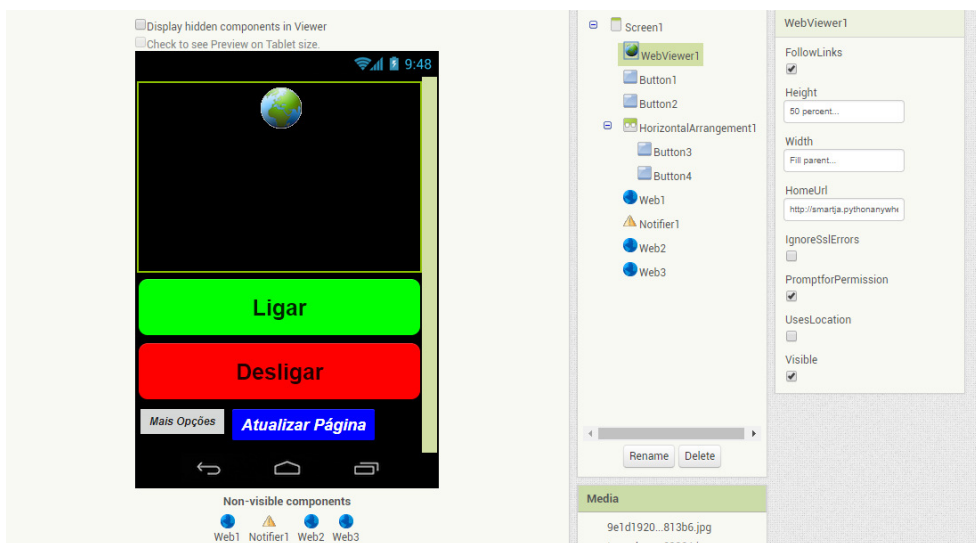 Display hidden components in Viewer
Check to see Preview on Tablet size.
9:48
Ligar
Desligar
Mais Opções
Atualizar Página
Non-visible components
Web1 Notifier1 Web2 Web3
Screen1
WebViewer1
Button1
Button2
HorizontalArrangement1
Button3
Button4
Web1
Notifier1
Web2
Web3
Rename Delete
Media
9e1d1920...813b6.jpg
WebViewer1
FollowLinks
Height
50 percent...
Width
Fill parent...
HomeUrl
http://smartja.pythonanywhe
IgnoreSslErrors
PromptforPermission
UsesLocation
Visible